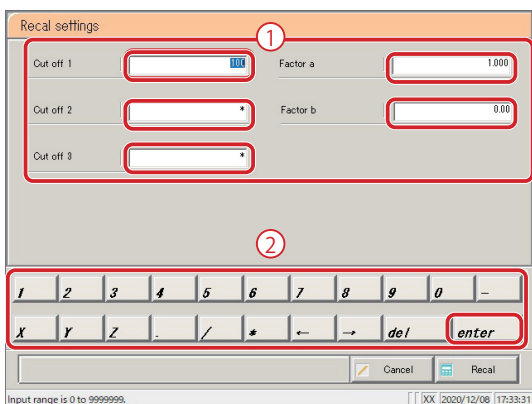 Recal settings
1
Cut off 1 100 Factor a 1.000
Cut off 2 * Factor b 0.00
Cut off 3 *
2
1 2 3 4 5 6 7 8 9 0 −
X Y Z . / * ← → del enter
Cancel Recal
Input range is 0 to 9999999. XX 2020/12/08 17:33:3